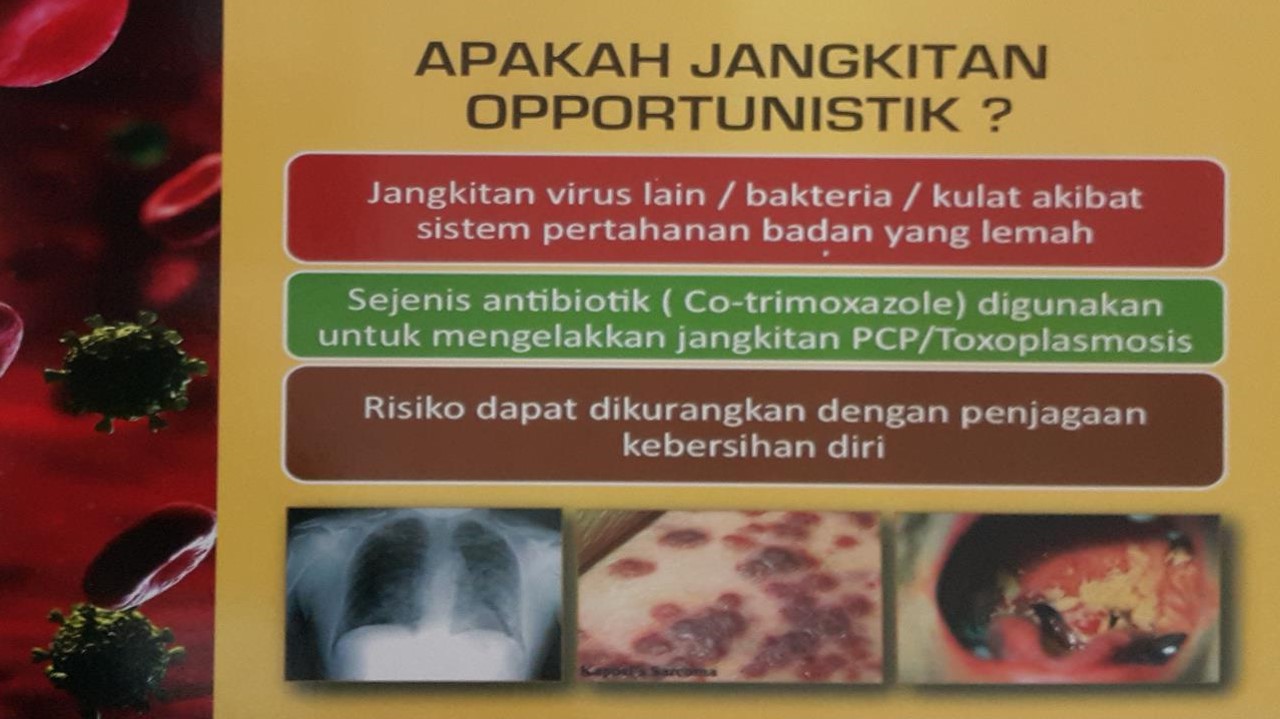 APAKAH JANGKITAN
OPPORTUNISTIK ?
Jangkitan virus lain / bakteria / kulat akibat
sistem pertahanan badan yang lemah
Sejenis antibiotik ( Co-trimoxazole) digunakan
untuk mengelakkan jangkitan PCP/Toxoplasmosis
Risiko dapat dikurangkan dengan penjagaan
kebersihan diri
Kaposi's Sarcoma